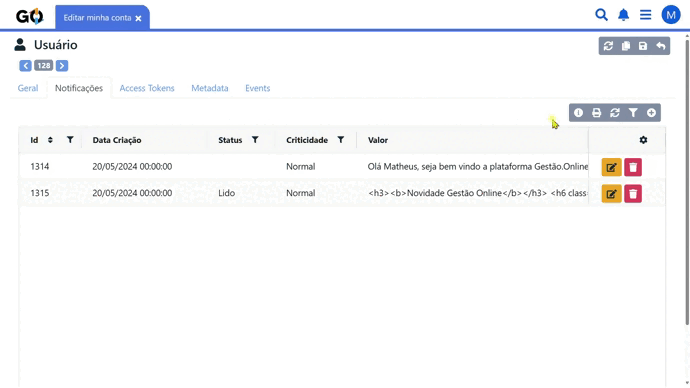 GO
Editar minha conta
M
Usuário
128
Geral
Notificações
Access Tokens
Metadata
Events
Id
Data Criação
Status
Criticidade
Valor
1314
20/05/2024 00:00:00
Normal
Olá Matheus, seja bem vindo a plataforma Gestão.Online
1315
20/05/2024 00:00:00
Lido
Normal
<h3><b>Novidade Gestão Online</b></h3> <h6 class=